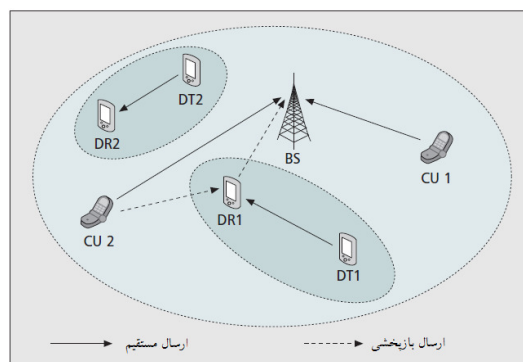 DT2
DR2
BS
CU 1
DR1
CU 2
DT1
ارسال مستقیم
ارسال بازپخشی